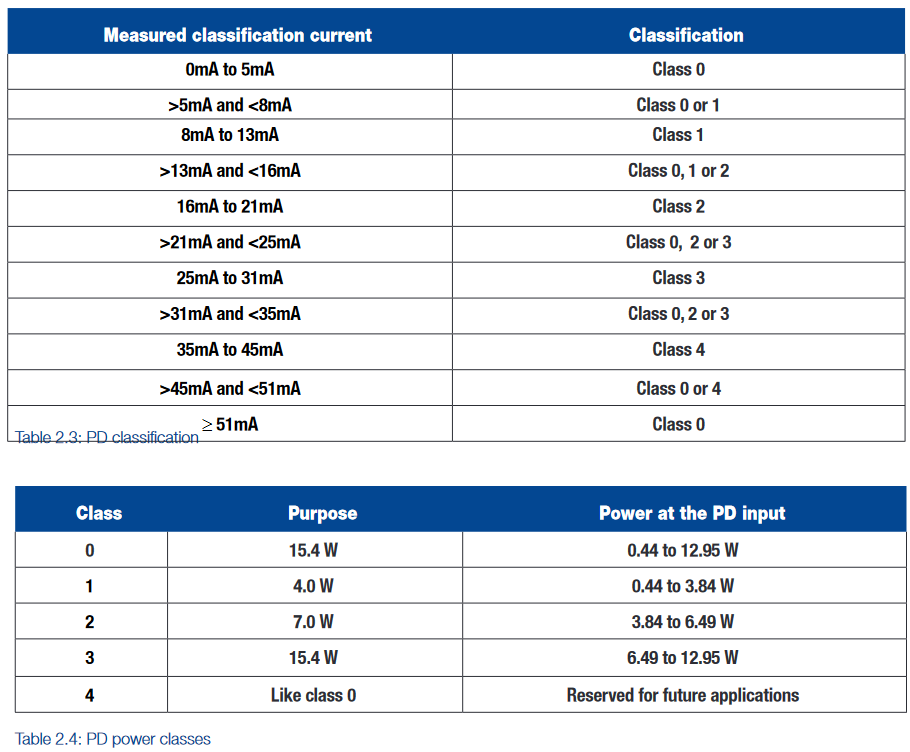 Measured classification current Classification
0mA to 5mA Class 0
>5mA and <8mA Class 0 or 1
8mA to 13mA Class 1
>13mA and <16mA Class 0, 1 or 2
16mA to 21mA Class 2
>21mA and <25mA Class 0, 2 or 3
25mA to 31mA Class 3
>31mA and <35mA Class 0, 2 or 3
35mA to 45mA Class 4
>45mA and <51mA Class 0 or 4
≥ 51mA Class 0
Table 2.3: PD classification
Class Purpose Power at the PD input
0 15.4 W 0.44 to 12.95 W
1 4.0 W 0.44 to 3.84 W
2 7.0 W 3.84 to 6.49 W
3 15.4 W 6.49 to 12.95 W
4 Like class 0 Reserved for future applications
Table 2.4: PD power classes